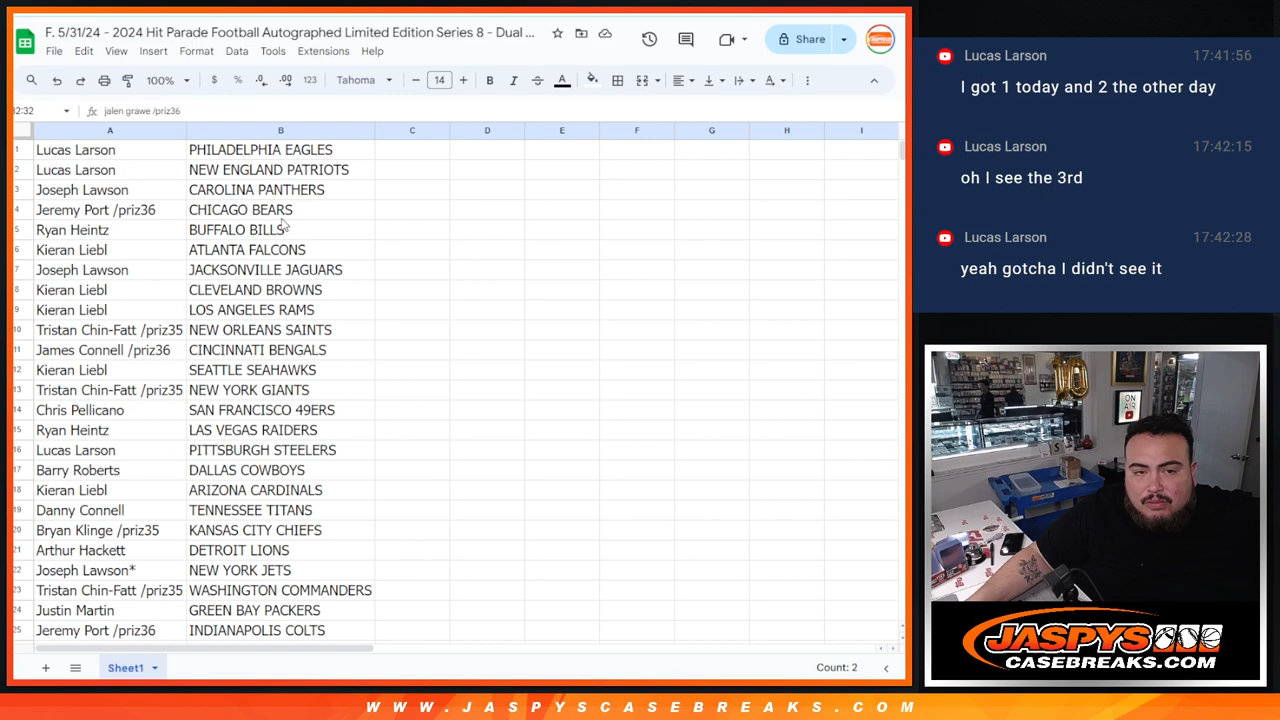 F. 5/31/24 - 2024 Hit Parade Football Autographed Limited Edition Series 8 - Dual ...
File Edit View Insert Format Data Tools Extensions Help
Share
100% $ % .0 .00 123 Tahoma 14 B I A
32:32 fx jalen grawe /priz36
A B C D E F G H I
1 Lucas Larson PHILADELPHIA EAGLES
2 Lucas Larson NEW ENGLAND PATRIOTS
3 Joseph Lawson CAROLINA PANTHERS
4 Jeremy Port /priz36 CHICAGO BEARS
5 Ryan Heintz BUFFALO BILLS
6 Kieran Liebl ATLANTA FALCONS
7 Joseph Lawson JACKSONVILLE JAGUARS
8 Kieran Liebl CLEVELAND BROWNS
9 Kieran Liebl LOS ANGELES RAMS
10 Tristan Chin-Fatt /priz35 NEW ORLEANS SAINTS
11 James Connell /priz36 CINCINNATI BENGALS
12 Kieran Liebl SEATTLE SEAHAWKS
13 Tristan Chin-Fatt /priz35 NEW YORK GIANTS
14 Chris Pellicano SAN FRANCISCO 49ERS
15 Ryan Heintz LAS VEGAS RAIDERS
16 Lucas Larson PITTSBURGH STEELERS
17 Barry Roberts DALLAS COWBOYS
18 Kieran Liebl ARIZONA CARDINALS
19 Danny Connell TENNESSEE TITANS
20 Bryan Klinge /priz35 KANSAS CITY CHIEFS
21 Arthur Hackett DETROIT LIONS
22 Joseph Lawson* NEW YORK JETS
23 Tristan Chin-Fatt /priz35 WASHINGTON COMMANDERS
24 Justin Martin GREEN BAY PACKERS
25 Jeremy Port /priz36 INDIANAPOLIS COLTS
Sheet1
Count: 2
Lucas Larson 17:41:56
I got 1 today and 2 the other day
Lucas Larson 17:42:15
oh I see the 3rd
Lucas Larson 17:42:28
yeah gotcha I didn't see it
10
ON
AIR
JASPYS
CASEBREAKS.COM
WWW.JASPYSCASEBREAKS.COM